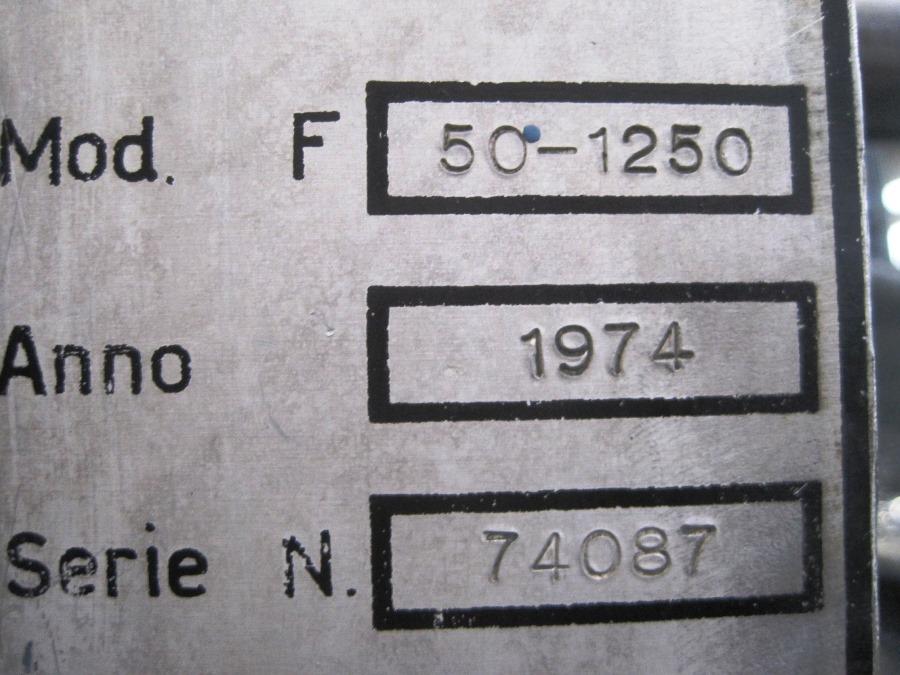 Mod. F 50-1250
Anno 1974
Serie N. 74087